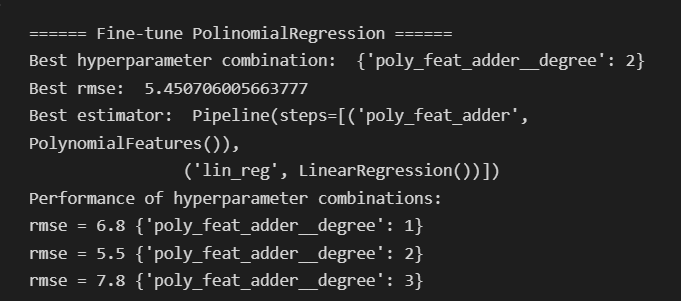 ====== Fine-tune PolinomialRegression ======
Best hyperparameter combination:  {'poly_feat_adder__degree': 2}
Best rmse:  5.450706005663777
Best estimator:  Pipeline(steps=[('poly_feat_adder',
PolynomialFeatures()),
                ('lin_reg', LinearRegression())])
Performance of hyperparameter combinations:
rmse = 6.8 {'poly_feat_adder__degree': 1}
rmse = 5.5 {'poly_feat_adder__degree': 2}
rmse = 7.8 {'poly_feat_adder__degree': 3}